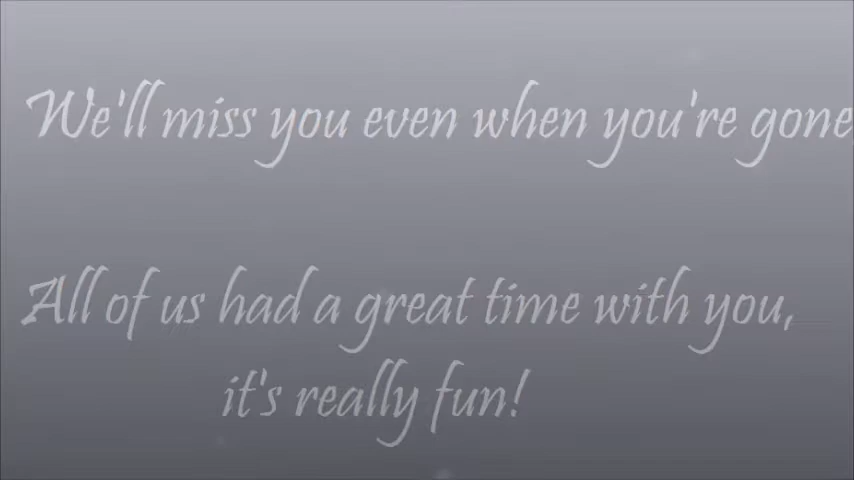 We'll miss you even when you're gone
All of us had a great time with you,
it's really fun!